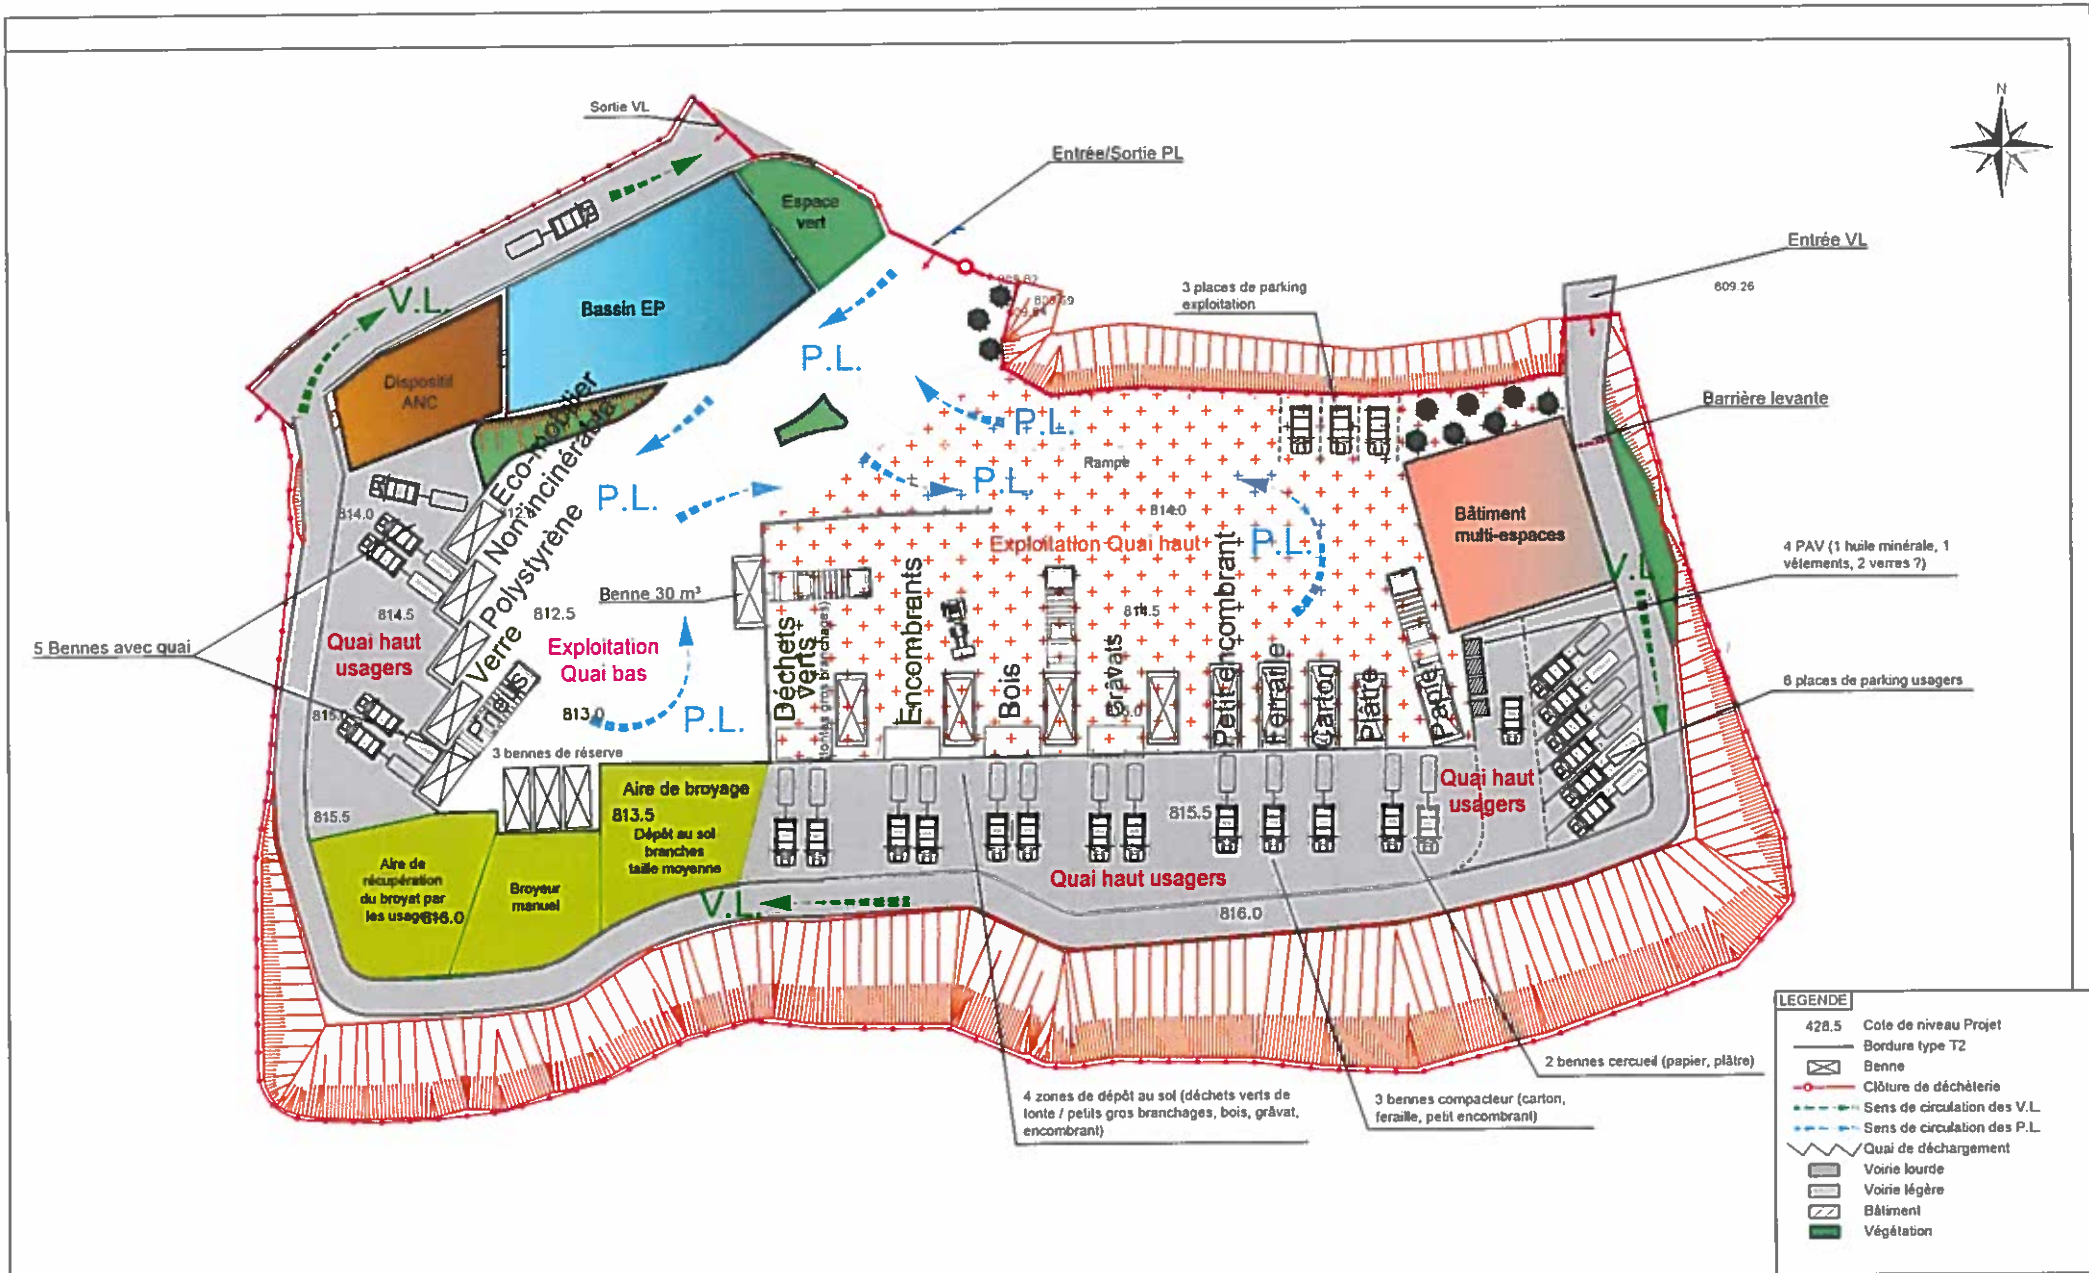 Sortie VL
N
Entrée/Sortie PL
Espace
vert
Entrée VL
609.26
3 places de parking
exploitation
V.L.
Bassin EP
P.L.
Dispositif
ANC
P.L.
Barrière levante
Eco-mobilier
Non incinérable
Polystyrène
Verre
Pneus
Rampe
P.L.
P.L.
814.0
814.0
P.L.
Bâtiment
multi-espaces
Exploitation Quai haut
4 PAV (1 huile minérale, 1
vêtements, 2 verres ?)
V.L
Benne 30 m³
814.5
812.5
814.5
Quai haut
usagers
5 Bennes avec quai
Exploitation
Quai bas
813.0
P.L.
Déchets
verts
Encombrants
Bois
Gravats
Petit encombrant
Ferraille
Carton
Plâtre
Papier
6 places de parking usagers
3 bennes de réserve
Aire de broyage
813.5
Dépôt au sol
branches
taille moyenne
815.5
815.5
Quai haut
usagers
Aire de
récupération
du broyat par
les usagers
816.0
Broyeur
manuel
V.L.
Quai haut usagers
816.0
4 zones de dépôt au sol (déchets verts de
tonte / petits gros branchages, bois, grâvat,
encombrant)
3 bennes compacteur (carton,
feraille, petit encombrant)
2 bennes cercueil (papier, plâtre)
LEGENDE
428.5 Cote de niveau Projet
Bordure type T2
Benne
Clôture de déchèterie
Sens de circulation des V.L.
Sens de circulation des P.L.
Quai de déchargement
Voirie lourde
Voirie légère
Bâtiment
Végétation